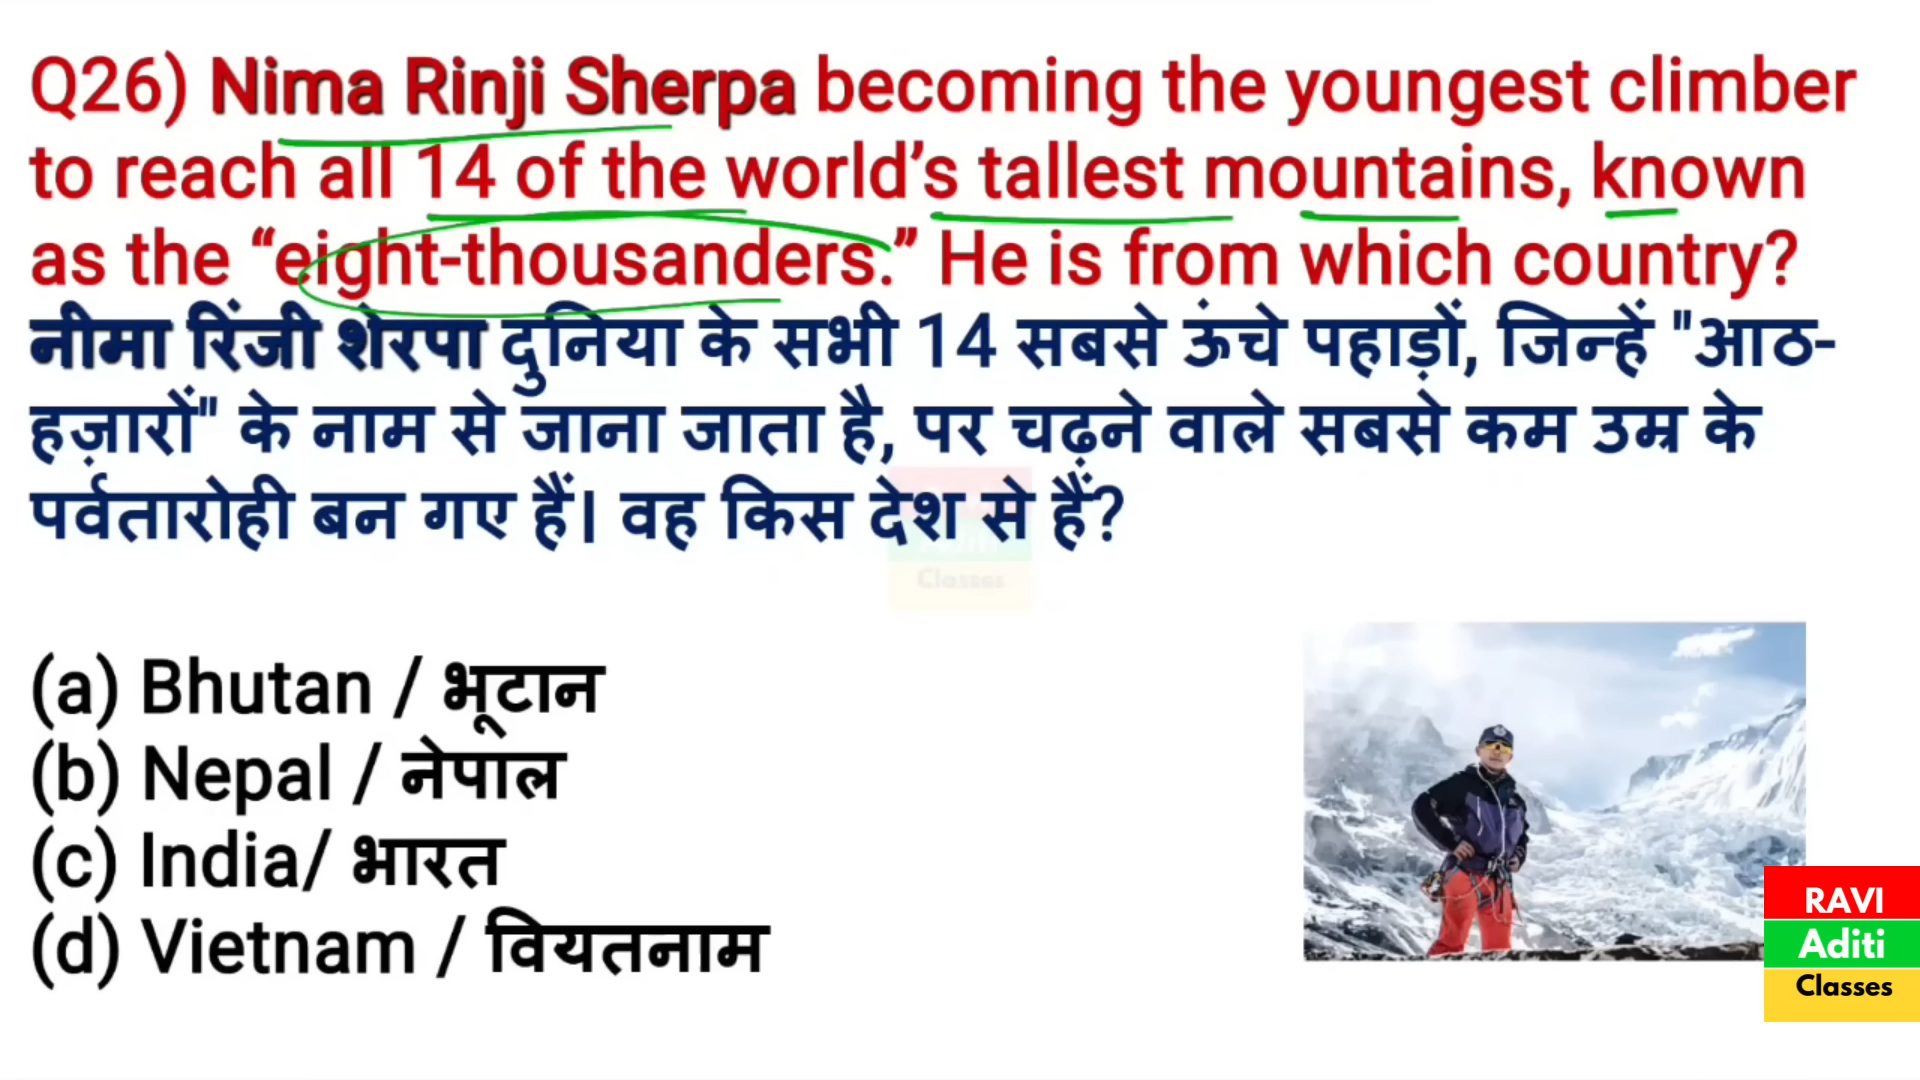 Q26) Nima Rinji Sherpa becoming the youngest climber
to reach all 14 of the world’s tallest mountains, known
as the “eight-thousanders.” He is from which country?
नीमा रिंजी शेरपा दुनिया के सभी 14 सबसे ऊंचे पहाड़ों, जिन्हें "आठ-
हज़ारों" के नाम से जाना जाता है, पर चढ़ने वाले सबसे कम उम्र के
पर्वतारोही बन गए हैं। वह किस देश से हैं?
Classes
(a) Bhutan / भूटान
(b) Nepal / नेपाल
(c) India/ भारत
(d) Vietnam / वियतनाम
RAVI
Aditi
Classes